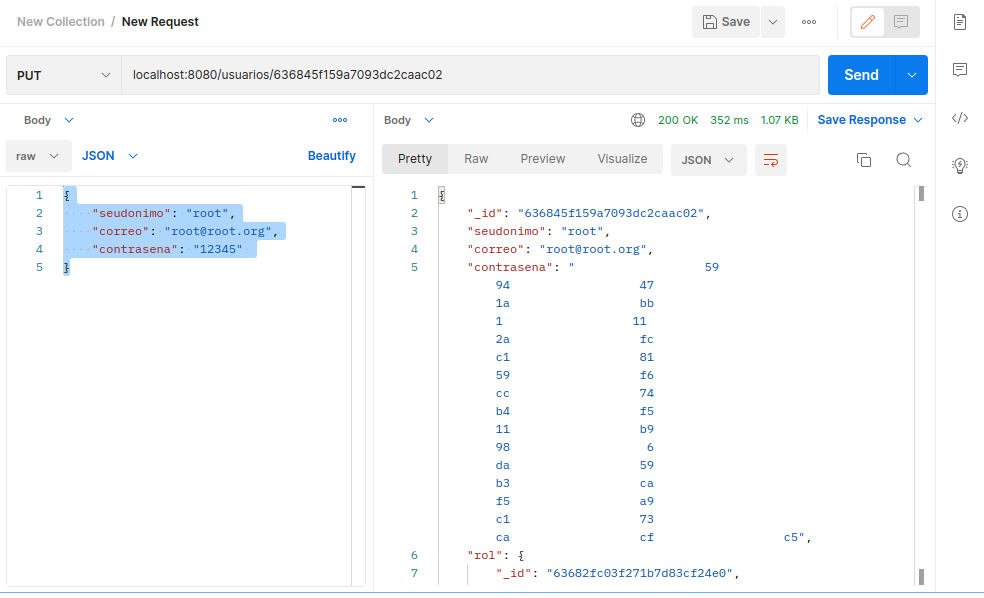 New Collection / New Request
Save
PUT
localhost:8080/usuarios/636845f159a7093dc2caac02
Send
Body
raw
JSON
Beautify
1 {
2 ····"seudonimo": "root",
3 ····"correo": "root@root.org",
4 ····"contrasena": "12345"
5 }
Body
200 OK 352 ms 1.07 KB Save Response
Pretty Raw Preview Visualize JSON
1 {
2 "_id": "636845f159a7093dc2caac02",
3 "seudonimo": "root",
4 "correo": "root@root.org",
5 "contrasena": " 59
94 47
1a bb
1 11
2a fc
c1 81
59 f6
cc 74
b4 f5
11 b9
98 6
da 59
b3 ca
f5 a9
c1 73
ca cf c5",
6 "rol": {
7 "_id": "63682fc03f271b7d83cf24e0",